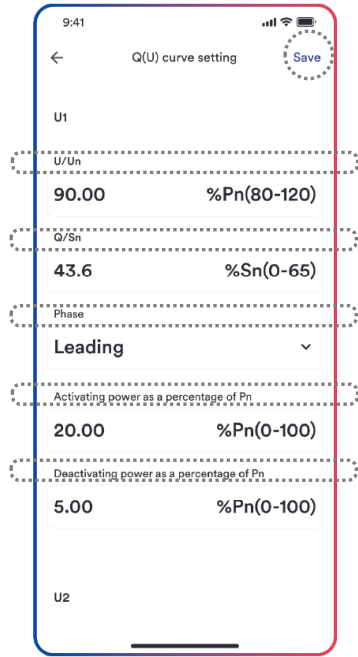 9:41
Q(U) curve setting Save
U1
U/Un
90.00 %Pn(80-120)
Q/Sn
43.6 %Sn(0-65)
Phase
Leading
Activating power as a percentage of Pn
20.00 %Pn(0-100)
Deactivating power as a percentage of Pn
5.00 %Pn(0-100)
U2